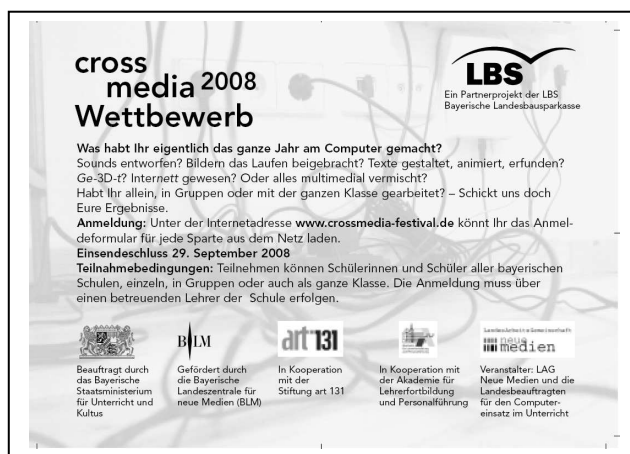 cross
media 2008
Wettbewerb
LBS
Ein Partnerprojekt der LBS
Bayerische Landesbausparkasse
Was habt Ihr eigentlich das ganze Jahr am Computer gemacht?
Sounds entworfen? Bildern das Laufen beigebracht? Texte gestaltet, animiert, erfunden?
Ge-3D-t? Internett gewesen? Oder alles multimedial vermischt?
Habt Ihr allein, in Gruppen oder mit der ganzen Klasse gearbeitet? – Schickt uns doch
Eure Ergebnisse.
Anmeldung: Unter der Internetadresse www.crossmedia-festival.de könnt Ihr das Anmel-
deformular für jede Sparte aus dem Netz laden.
Einsendeschluss 29. September 2008
Teilnahmebedingungen: Teilnehmen können Schülerinnen und Schüler aller bayerischen
Schulen, einzeln, in Gruppen oder auch als ganze Klasse. Die Anmeldung muss über
einen betreuenden Lehrer der Schule erfolgen.
Beauftragt durch
das Bayerische
Staatsministerium
für Unterricht und
Kultus
BLM
Gefördert durch
die Bayerische
Landeszentrale für
neue Medien (BLM)
art 131
In Kooperation
mit der
Stiftung art 131
In Kooperation mit
der Akademie für
Lehrerfortbildung
und Personalführung
LandesArbeitsGemeinschaft
neue
medien
Veranstalter: LAG
Neue Medien und die
Landesbeauftragten
für den Computer-
einsatz im Unterricht